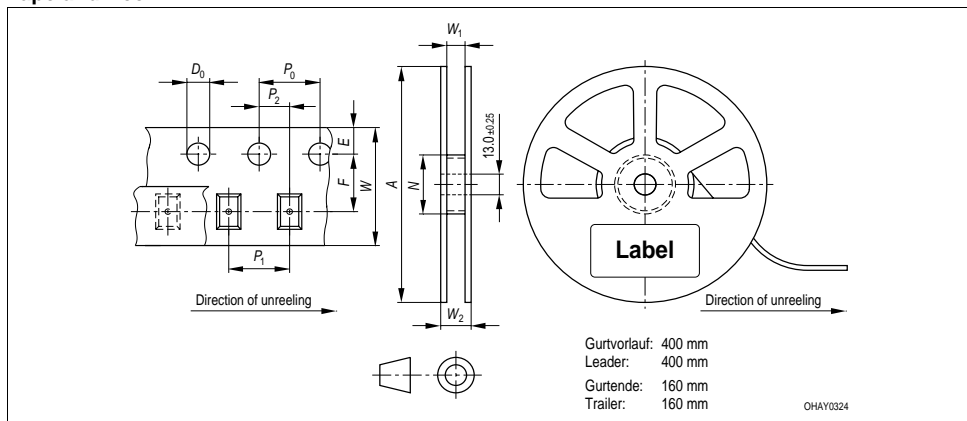 D0
P0
P2
E
F
W
P1
Direction of unreeling
W1
A
N
13.0 ±0.25
W2
Label
Direction of unreeling
Gurtvorlauf: 400 mm
Leader: 400 mm
Gurtende: 160 mm
Trailer: 160 mm
OHAY0324